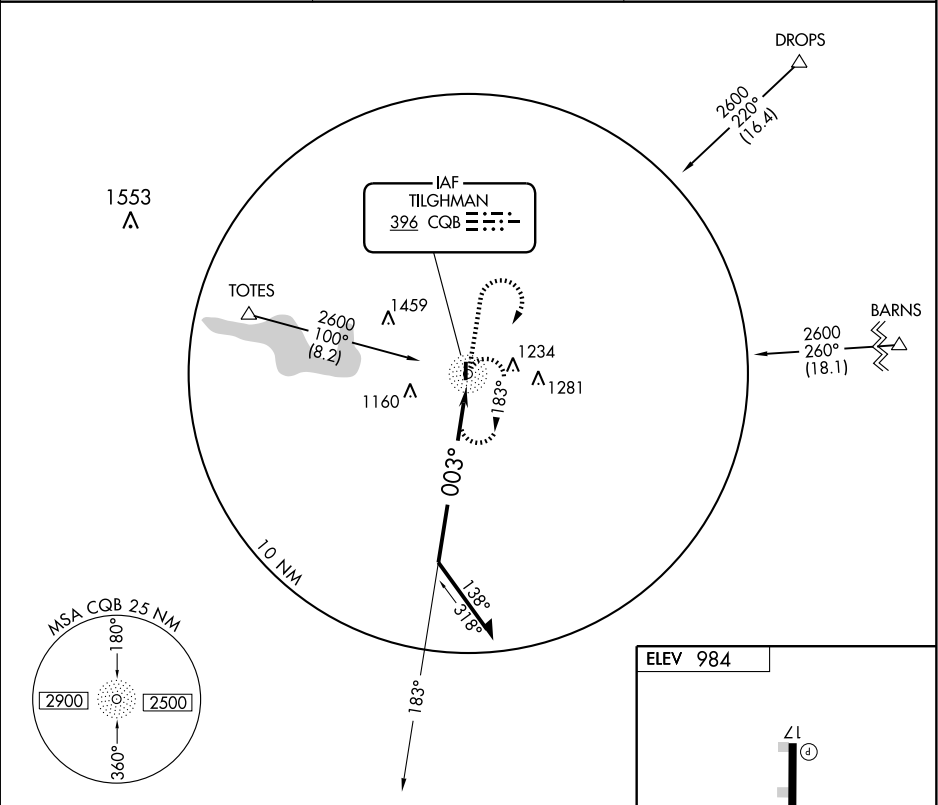 DROPS
2600
220°
(16.4)
1553
IAF
TILGHMAN
396 CQB
TOTES
2600
100°
(8.2)
1459
BARNS
2600
260°
(18.1)
1234
1281
1160
183°
003°
10 NM
138°
318°
183°
MSA CQB 25 NM
180°
2900
2500
360°
ELEV 984
17
P